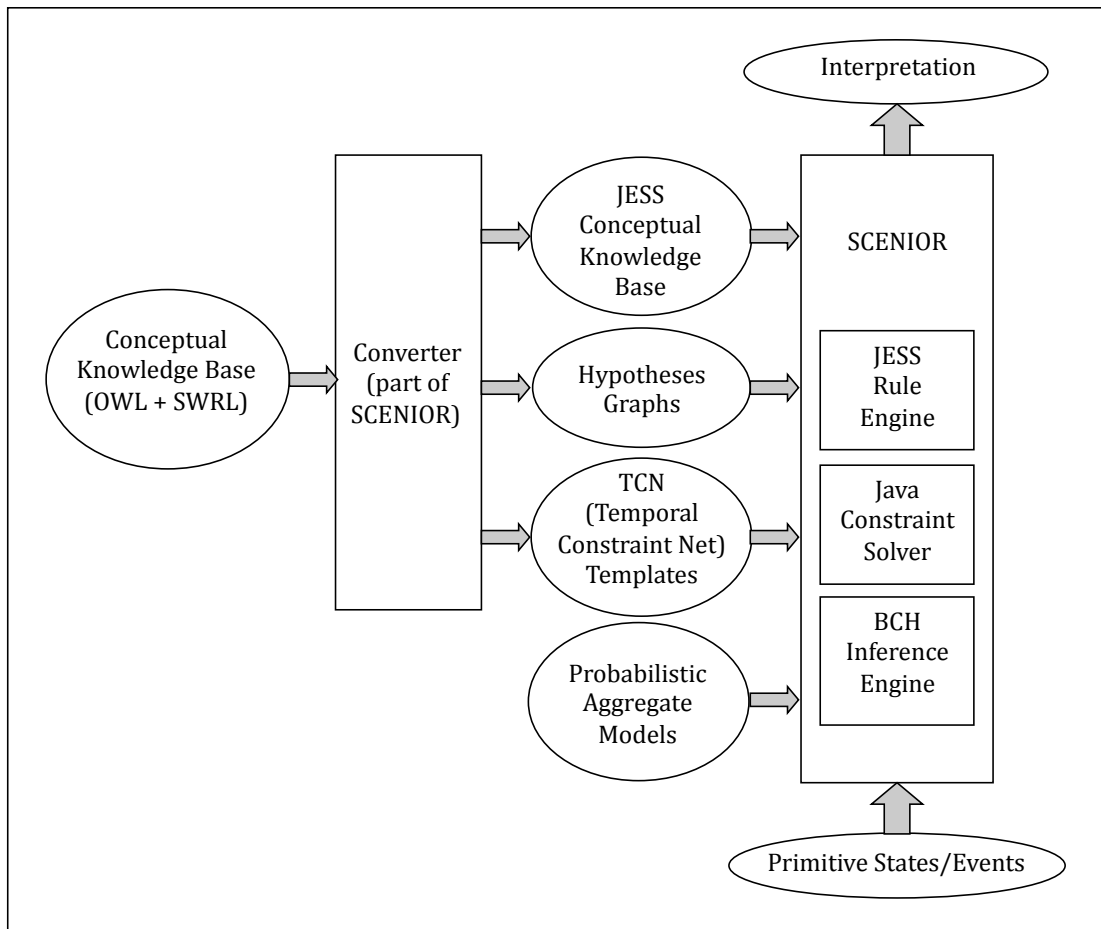 Interpretation
JESS
Conceptual
Knowledge
Base
SCENIOR
Conceptual
Knowledge Base
(OWL + SWRL)
Converter
(part of
SCENIOR)
Hypotheses
Graphs
JESS
Rule
Engine
TCN
(Temporal
Constraint Net)
Templates
Java
Constraint
Solver
Probabilistic
Aggregate
Models
BCH
Inference
Engine
Primitive States/Events